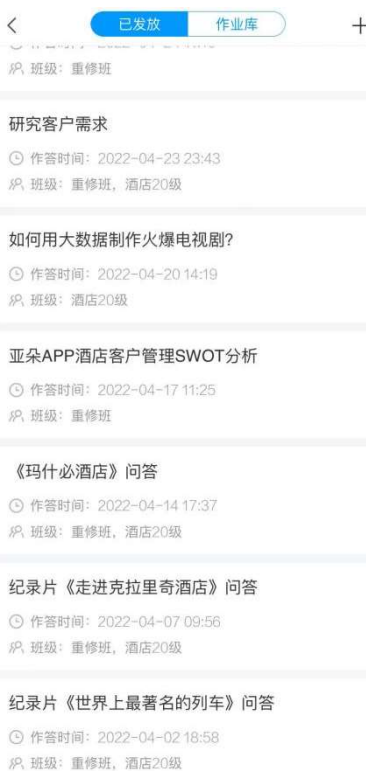 已发放 作业库
班级：重修班
研究客户需求
作答时间：2022-04-23 23:43
班级：重修班，酒店20级
如何用大数据制作火爆电视剧？
作答时间：2022-04-20 14:19
班级：酒店20级
亚朵APP酒店客户管理SWOT分析
作答时间：2022-04-17 11:25
班级：重修班
《玛什必酒店》问答
作答时间：2022-04-14 17:37
班级：重修班，酒店20级
纪录片《走进克拉里奇酒店》问答
作答时间：2022-04-07 09:56
班级：重修班，酒店20级
纪录片《世界上最著名的列车》问答
作答时间：2022-04-02 18:58
班级：重修班，酒店20级